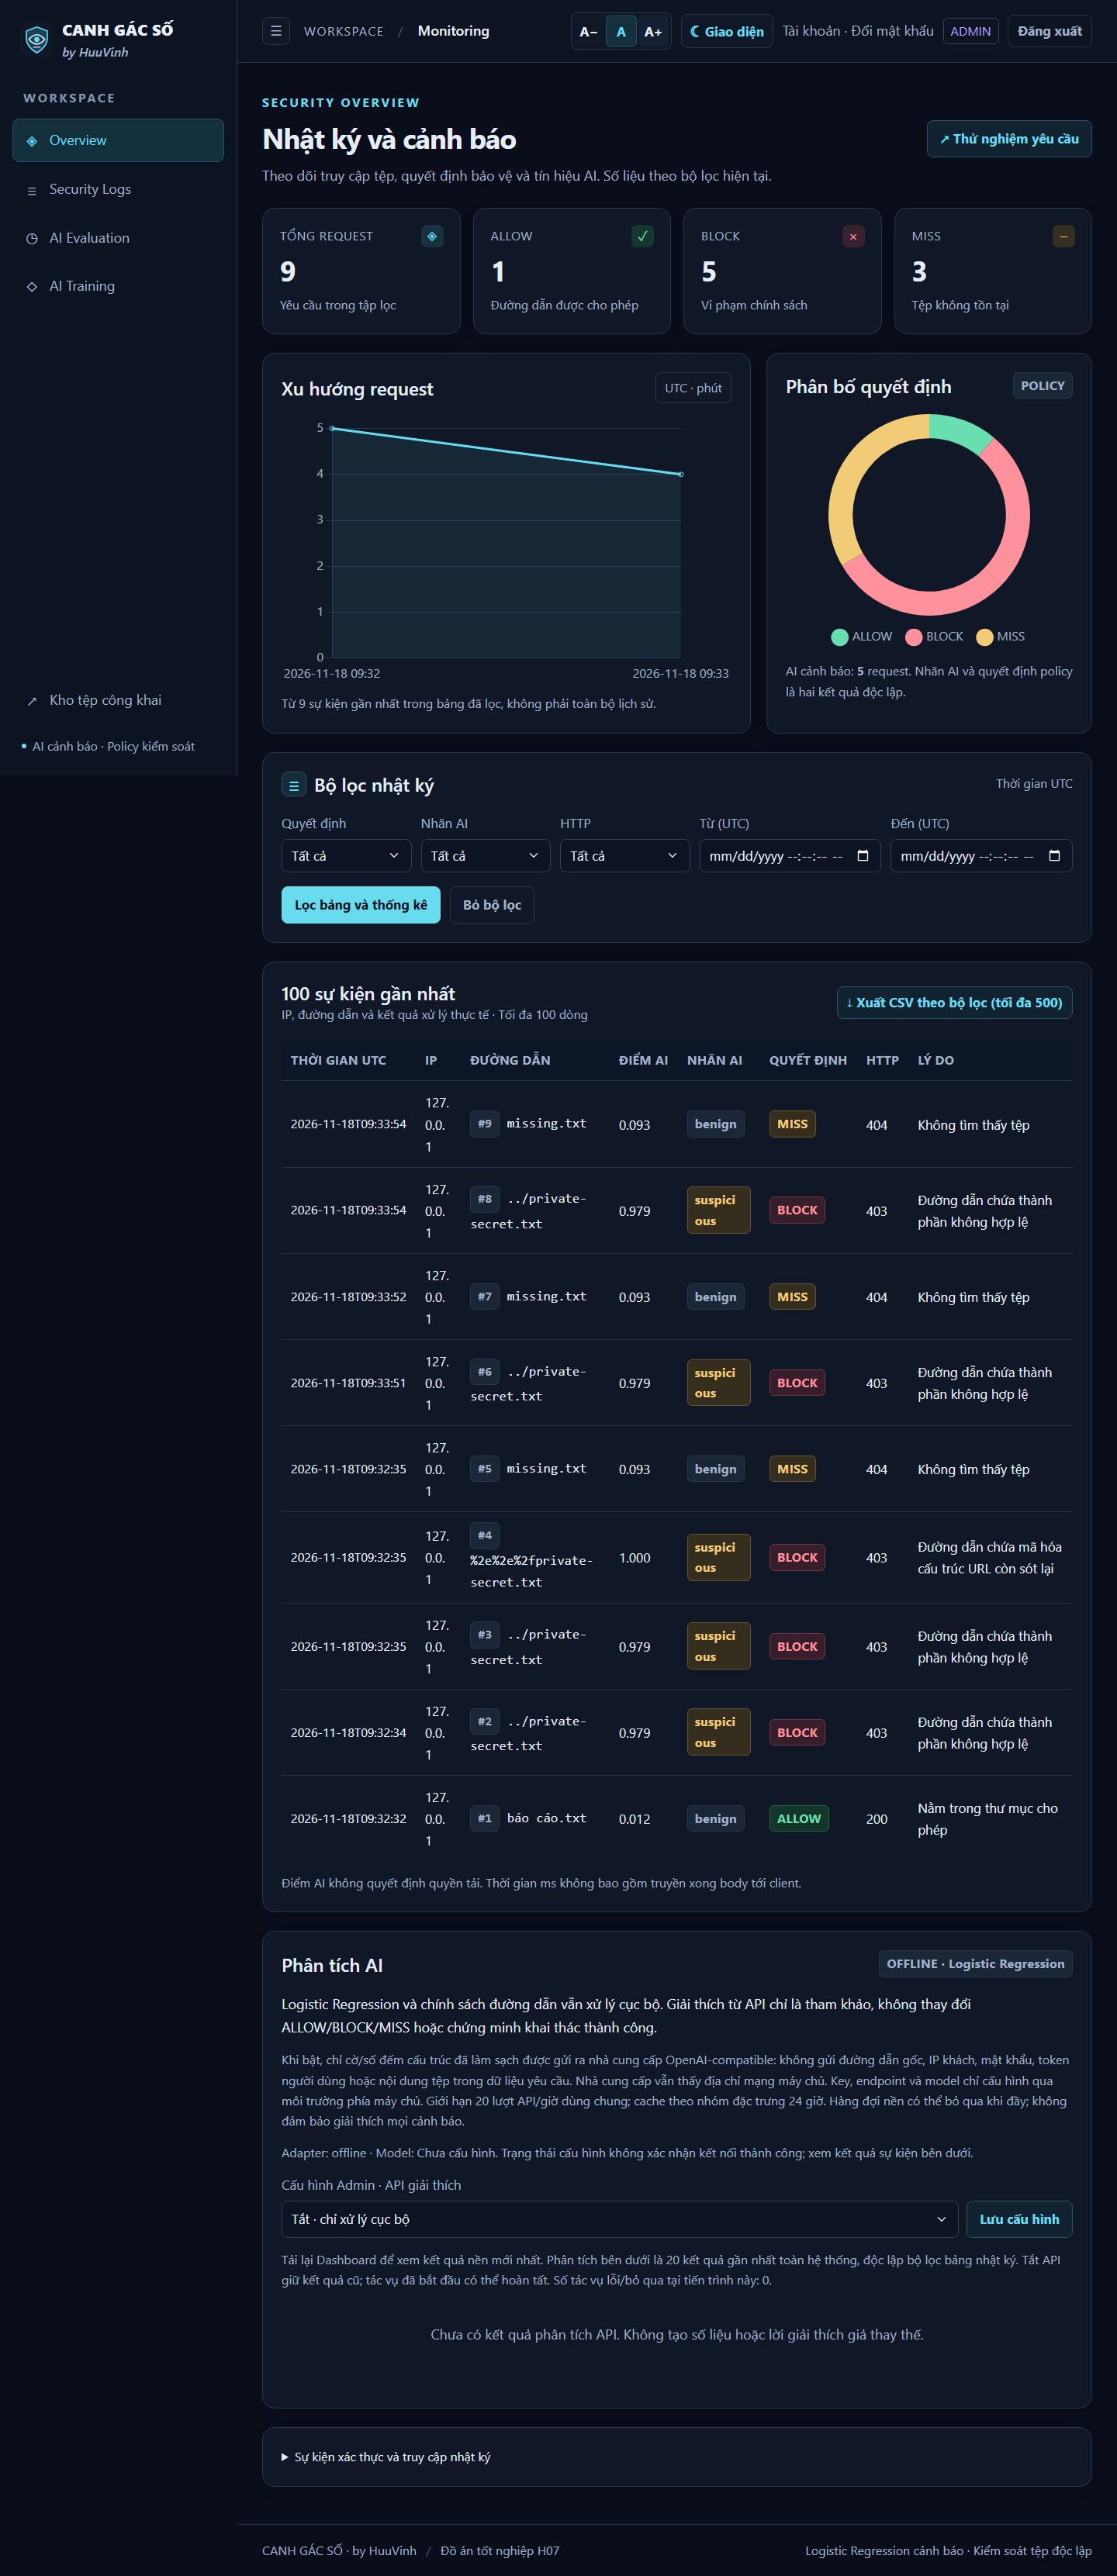 CANH GÁC SỐ
by HuuVinh
WORKSPACE
Overview
Security Logs
AI Evaluation
AI Training
Kho tệp công khai
AI cảnh báo · Policy kiểm soát
WORKSPACE / Monitoring
A− A A+
Giao diện
Tài khoản · Đổi mật khẩu
ADMIN
Đăng xuất
SECURITY OVERVIEW
Nhật ký và cảnh báo
Theo dõi truy cập tệp, quyết định bảo vệ và tín hiệu AI. Số liệu theo bộ lọc hiện tại.
↗ Thử nghiệm yêu cầu
TỔNG REQUEST
9
Yêu cầu trong tập lọc
ALLOW
1
Đường dẫn được cho phép
BLOCK
5
Vi phạm chính sách
MISS
3
Tệp không tồn tại
Xu hướng request
UTC · phút
5
4
3
2
1
0
2026-11-18 09:32
2026-11-18 09:33
Từ 9 sự kiện gần nhất trong bảng đã lọc, không phải toàn bộ lịch sử.
Phân bố quyết định
POLICY
ALLOW BLOCK MISS
AI cảnh báo: 5 request. Nhãn AI và quyết định policy
là hai kết quả độc lập.
Bộ lọc nhật ký
Thời gian UTC
Quyết định Nhãn AI HTTP Từ (UTC) Đến (UTC)
Tất cả Tất cả Tất cả mm/dd/yyyy --:--:-- -- mm/dd/yyyy --:--:-- --
Lọc bảng và thống kê
Bỏ bộ lọc
100 sự kiện gần nhất
IP, đường dẫn và kết quả xử lý thực tế · Tối đa 100 dòng
↓ Xuất CSV theo bộ lọc (tối đa 500)
THỜI GIAN UTC IP ĐƯỜNG DẪN ĐIỂM AI NHÃN AI QUYẾT ĐỊNH HTTP LÝ DO
2026-11-18T09:33:54 127.0.0.1 #9 missing.txt 0.093 benign MISS 404 Không tìm thấy tệp
2026-11-18T09:33:54 127.0.0.1 #8 ../private-secret.txt 0.979 suspicious BLOCK 403 Đường dẫn chứa thành phần không hợp lệ
2026-11-18T09:33:52 127.0.0.1 #7 missing.txt 0.093 benign MISS 404 Không tìm thấy tệp
2026-11-18T09:33:51 127.0.0.1 #6 ../private-secret.txt 0.979 suspicious BLOCK 403 Đường dẫn chứa thành phần không hợp lệ
2026-11-18T09:32:35 127.0.0.1 #5 missing.txt 0.093 benign MISS 404 Không tìm thấy tệp
2026-11-18T09:32:35 127.0.0.1 #4 %2e%2e%2fprivate-secret.txt 1.000 suspicious BLOCK 403 Đường dẫn chứa mã hóa cấu trúc URL còn sót lại
2026-11-18T09:32:35 127.0.0.1 #3 ../private-secret.txt 0.979 suspicious BLOCK 403 Đường dẫn chứa thành phần không hợp lệ
2026-11-18T09:32:34 127.0.0.1 #2 ../private-secret.txt 0.979 suspicious BLOCK 403 Đường dẫn chứa thành phần không hợp lệ
2026-11-18T09:32:32 127.0.0.1 #1 báo cáo.txt 0.012 benign ALLOW 200 Nằm trong thư mục cho phép
Điểm AI không quyết định quyền tải. Thời gian ms không bao gồm truyền xong body tới client.
Phân tích AI
OFFLINE · Logistic Regression
Logistic Regression và chính sách đường dẫn vẫn xử lý cục bộ. Giải thích từ API chỉ là tham khảo, không thay đổi
ALLOW/BLOCK/MISS hoặc chứng minh khai thác thành công.
Khi bật, chỉ cờ/số đếm cấu trúc đã làm sạch được gửi ra nhà cung cấp OpenAI-compatible: không gửi đường dẫn gốc, IP khách, mật khẩu, token
người dùng hoặc nội dung tệp trong dữ liệu yêu cầu. Nhà cung cấp vẫn thấy địa chỉ mạng máy chủ. Key, endpoint và model chỉ cấu hình qua
môi trường phía máy chủ. Giới hạn 20 lượt API/giờ dùng chung; cache theo nhóm đặc trưng 24 giờ. Hàng đợi nền có thể bỏ qua khi đầy; không
đảm bảo giải thích mọi cảnh báo.
Adapter: offline · Model: Chưa cấu hình. Trạng thái cấu hình không xác nhận kết nối thành công; xem kết quả sự kiện bên dưới.
Cấu hình Admin · API giải thích
Tắt · chỉ xử lý cục bộ
Lưu cấu hình
Tải lại Dashboard để xem kết quả nền mới nhất. Phân tích bên dưới là 20 kết quả gần nhất toàn hệ thống, độc lập bộ lọc bảng nhật ký. Tắt API
giữ kết quả cũ; tác vụ đã bắt đầu có thể hoàn tất. Số tác vụ lỗi/bỏ qua tại tiến trình này: 0.
Chưa có kết quả phân tích API. Không tạo số liệu hoặc lời giải thích giả thay thế.
Sự kiện xác thực và truy cập nhật ký
CANH GÁC SỐ · by HuuVinh / Đồ án tốt nghiệp H07
Logistic Regression cảnh báo · Kiểm soát tệp độc lập